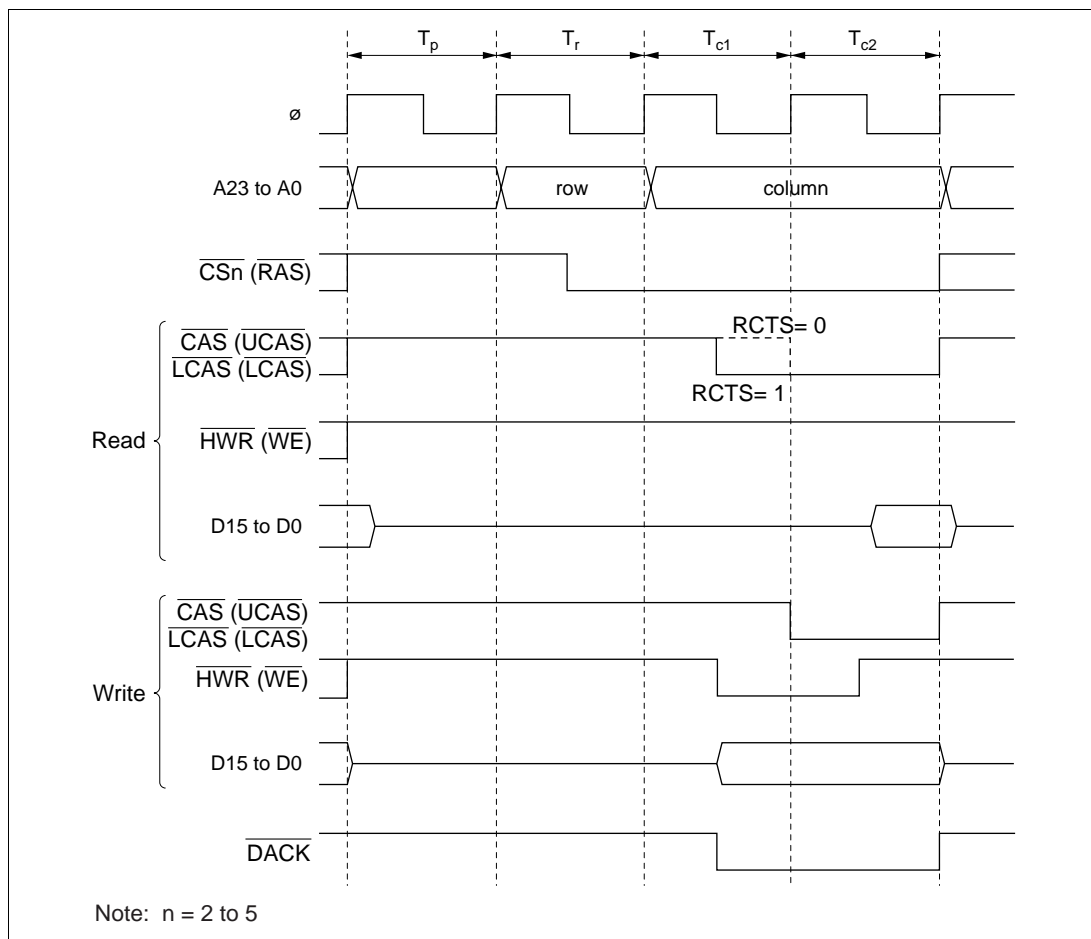 Tp Tr Tc1 Tc2
ø
A23 to A0 row column
CSn (RAS)
CAS (UCAS) RCTS= 0
LCAS (LCAS)
RCTS= 1
Read HWR (WE)
D15 to D0
CAS (UCAS)
LCAS (LCAS)
HWR (WE)
Write
D15 to D0
DACK
Note: n = 2 to 5